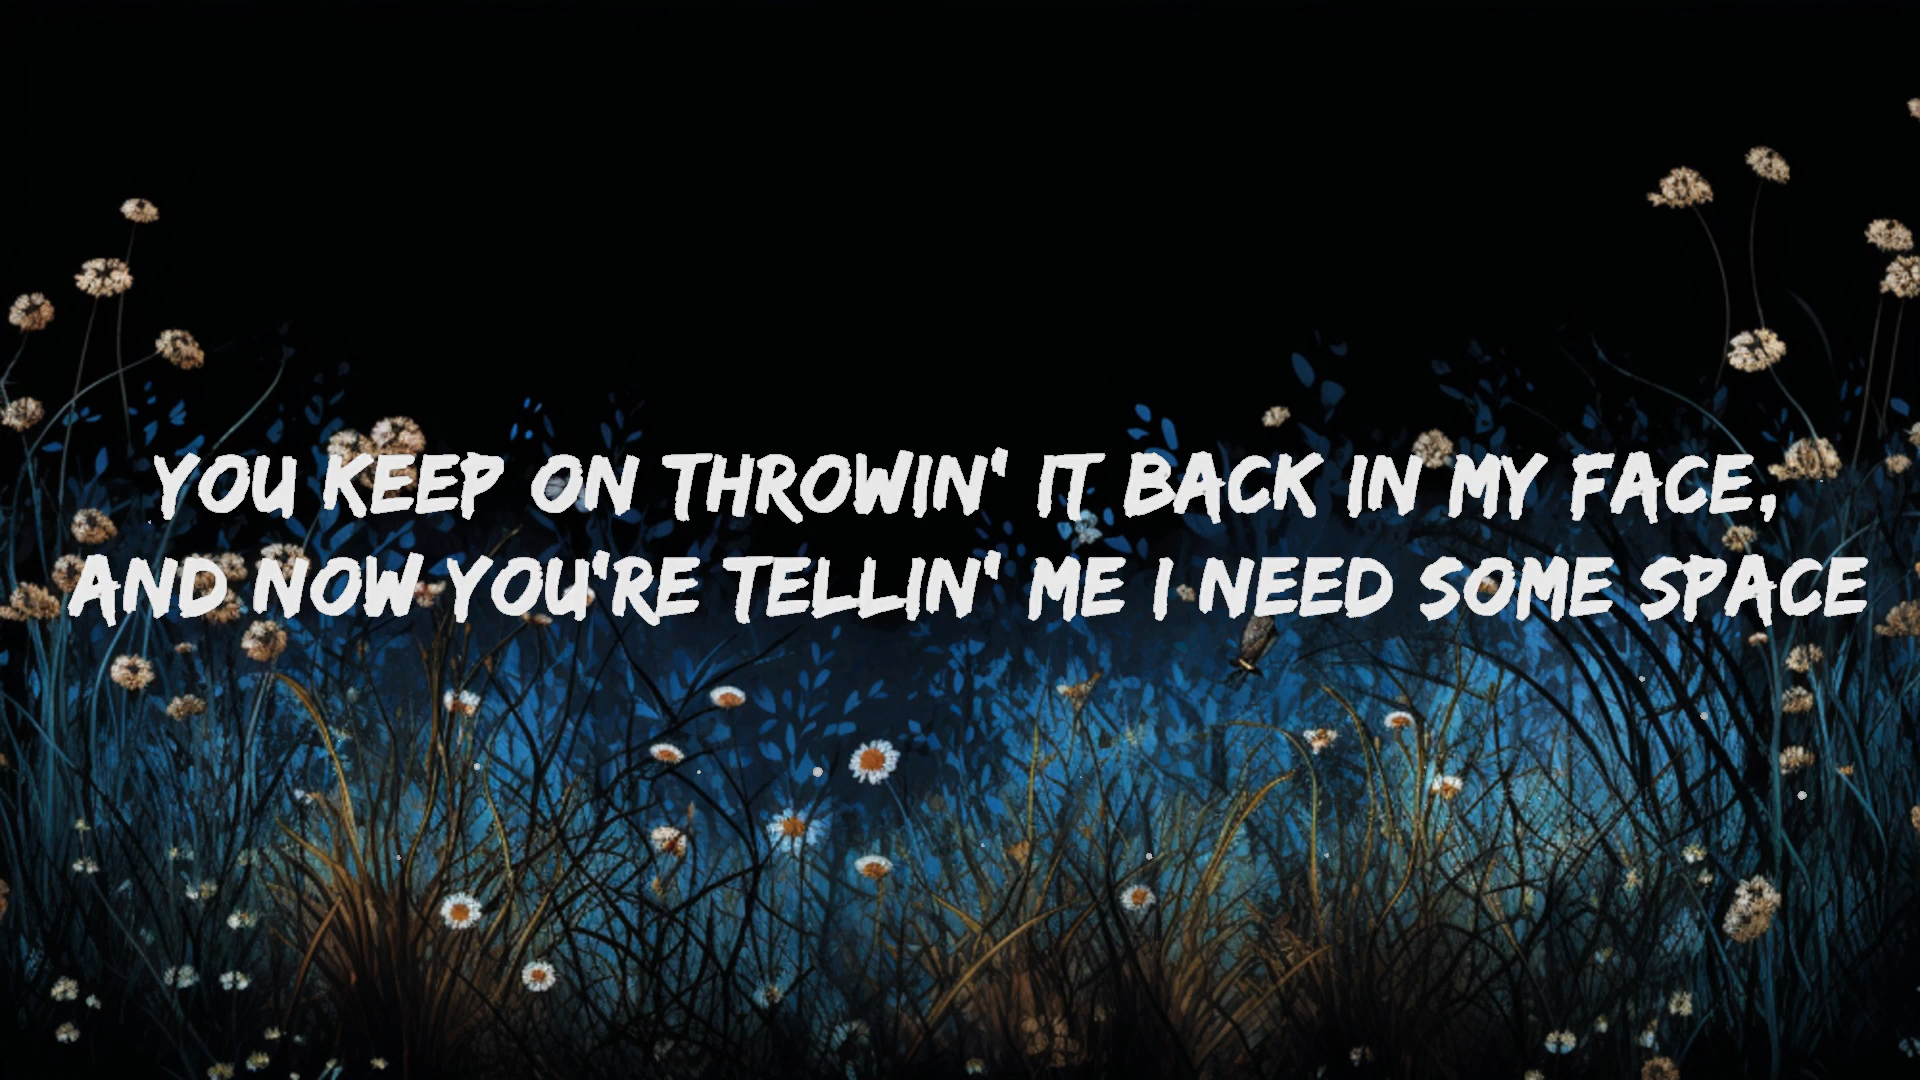 YOU KEEP ON THROWIN' IT BACK IN MY FACE,
AND NOW YOU'RE TELLIN' ME I NEED SOME SPACE